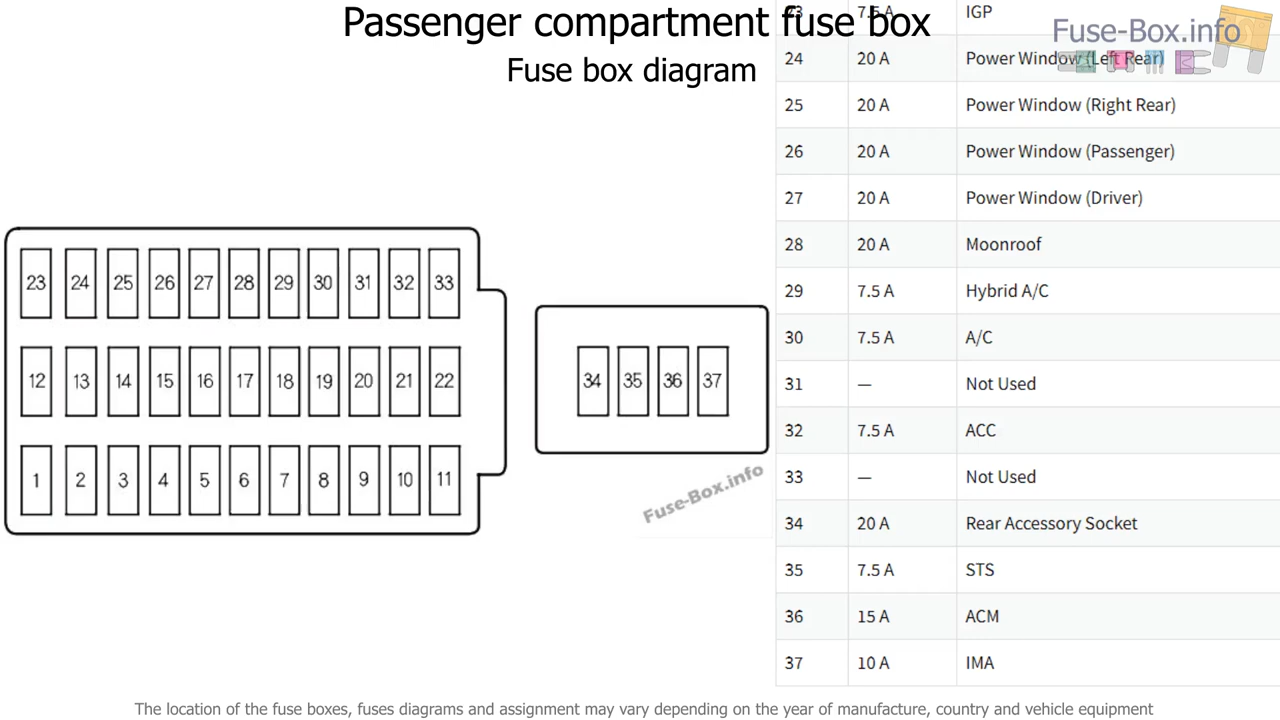 Passenger compartment fuse box
Fuse box diagram
Fuse-Box.info
23 7.5 A IGP
24 20 A Power Window (Left Rear)
25 20 A Power Window (Right Rear)
26 20 A Power Window (Passenger)
27 20 A Power Window (Driver)
28 20 A Moonroof
29 7.5 A Hybrid A/C
30 7.5 A A/C
31 — Not Used
32 7.5 A ACC
33 — Not Used
34 20 A Rear Accessory Socket
35 7.5 A STS
36 15 A ACM
37 10 A IMA
23 24 25 26 27 28 29 30 31 32 33
12 13 14 15 16 17 18 19 20 21 22
1 2 3 4 5 6 7 8 9 10 11
34 35 36 37
Fuse-Box.info
The location of the fuse boxes, fuses diagrams and assignment may vary depending on the year of manufacture, country and vehicle equipment